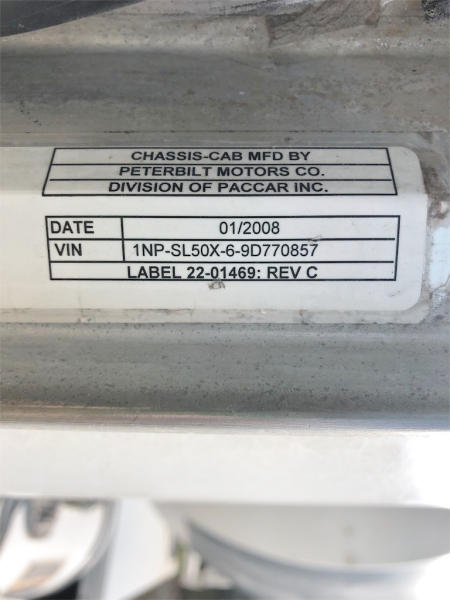 CHASSIS-CAB MFD BY
PETERBILT MOTORS CO.
DIVISION OF PACCAR INC.
DATE 01/2008
VIN 1NP-SL50X-6-9D770857
LABEL 22-01469: REV C